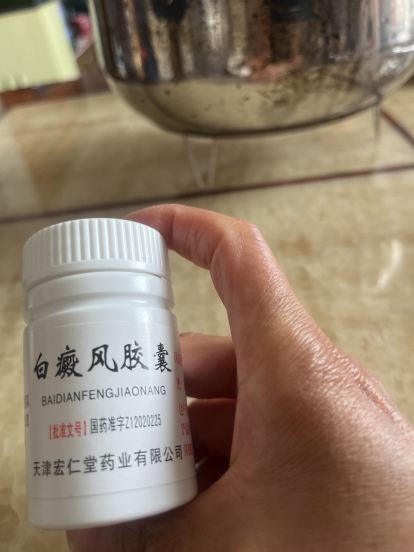 白癜风胶囊
BAIDIANFENGJIAONANG
【批准文号】国药准字Z12020225
天津宏仁堂药业有限公司